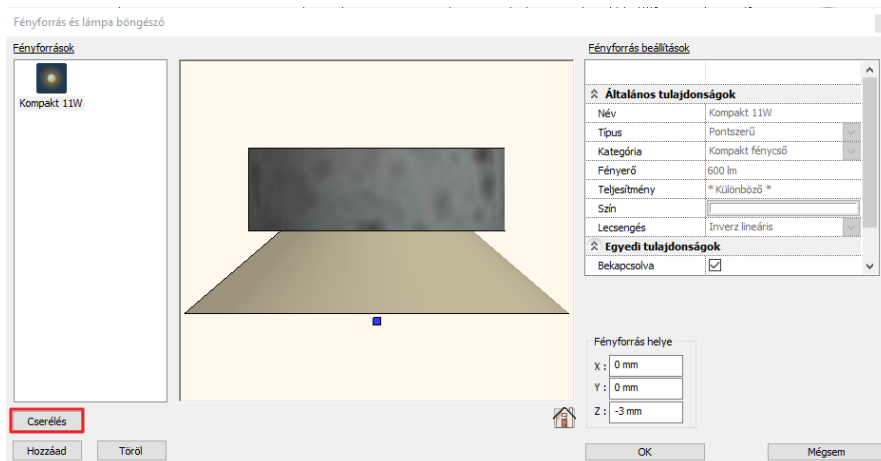 Fényforrás és lámpa böngésző
Fényforrások
Kompakt 11W
Fényforrás beállítások
Általános tulajdonságok
Név Kompakt 11W
Típus Pontszerű
Kategória Kompakt fénycső
Fényerő 600 lm
Teljesítmény * Különböző *
Szín
Lecsengés Inverz lineáris
Egyedi tulajdonságok
Bekapcsolva
Fényforrás helye
X : 0 mm
Y : 0 mm
Z : -3 mm
Cserélés
Hozzáad Töröl
OK Mégsem